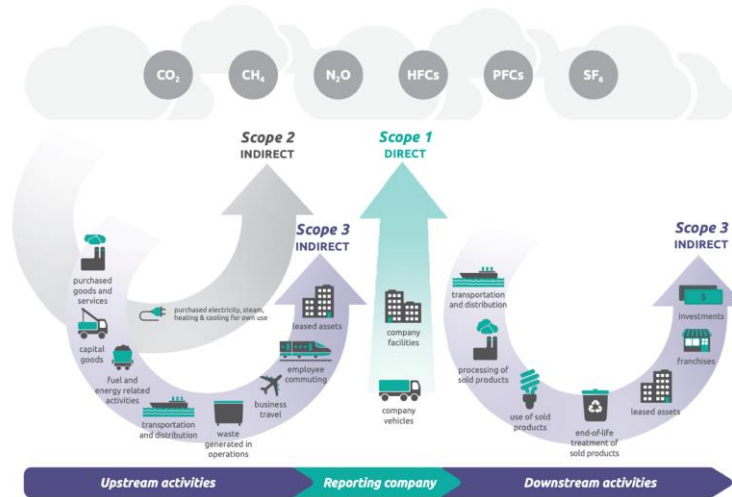 CO₂
CH₄
N₂O
HFCs
PFCs
SF₆
Scope 2
INDIRECT
Scope 1
DIRECT
Scope 3
INDIRECT
Scope 3
INDIRECT
purchased
goods and
services
capital
goods
fuel and
energy related
activities
transportation
and distribution
waste
generated in
operations
business
travel
employee
commuting
leased assets
purchased electricity, steam,
heating & cooling for own use
company
facilities
company
vehicles
transportation
and distribution
processing of
sold products
use of sold
products
end-of-life
treatment of
sold products
leased assets
franchises
investments
$
Upstream activities
Reporting company
Downstream activities